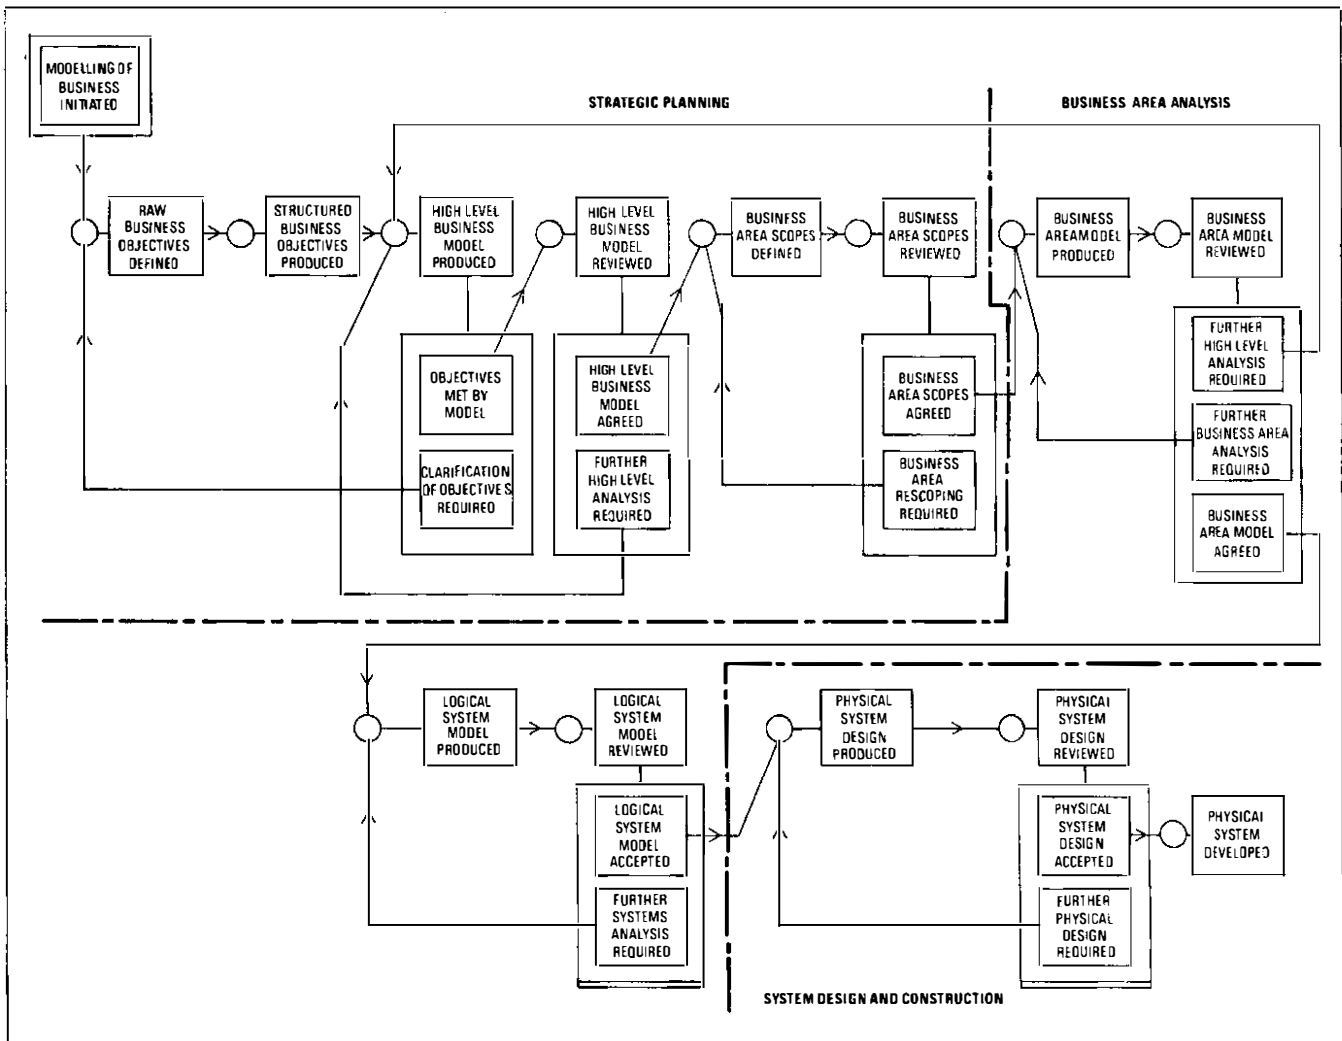 MODELLING OF
BUSINESS
INITIATED
STRATEGIC PLANNING
BUSINESS AREA ANALYSIS
RAW
BUSINESS
OBJECTIVES
DEFINED
STRUCTURED
BUSINESS
OBJECTIVES
PRODUCED
HIGH LEVEL
BUSINESS
MODEL
PRODUCED
HIGH LEVEL
BUSINESS
MODEL
REVIEWED
BUSINESS
AREA SCOPES
DEFINED
BUSINESS
AREA SCOPES
REVIEWED
BUSINESS
AREA MODEL
PRODUCED
BUSINESS
AREA MODEL
REVIEWED
OBJECTIVES
MET BY
MODEL
CLARIFICATION
OF OBJECTIVES
REQUIRED
HIGH LEVEL
BUSINESS
MODEL
AGREED
FURTHER
HIGH LEVEL
ANALYSIS
REQUIRED
BUSINESS
AREA SCOPES
AGREED
BUSINESS
AREA
RESCOPING
REQUIRED
FURTHER
HIGH LEVEL
ANALYSIS
REQUIRED
FURTHER
BUSINESS AREA
ANALYSIS
REQUIRED
BUSINESS
AREA MODEL
AGREED
LOGICAL
SYSTEM
MODEL
PRODUCED
LOGICAL
SYSTEM
MODEL
REVIEWED
PHYSICAL
SYSTEM
DESIGN
PRODUCED
PHYSICAL
SYSTEM
DESIGN
REVIEWED
LOGICAL
SYSTEM
MODEL
ACCEPTED
FURTHER
SYSTEMS
ANALYSIS
REQUIRED
PHYSICAL
SYSTEM
DESIGN
ACCEPTED
FURTHER
PHYSICAL
DESIGN
REQUIRED
PHYSICAL
SYSTEM
DEVELOPED
SYSTEM DESIGN AND CONSTRUCTION